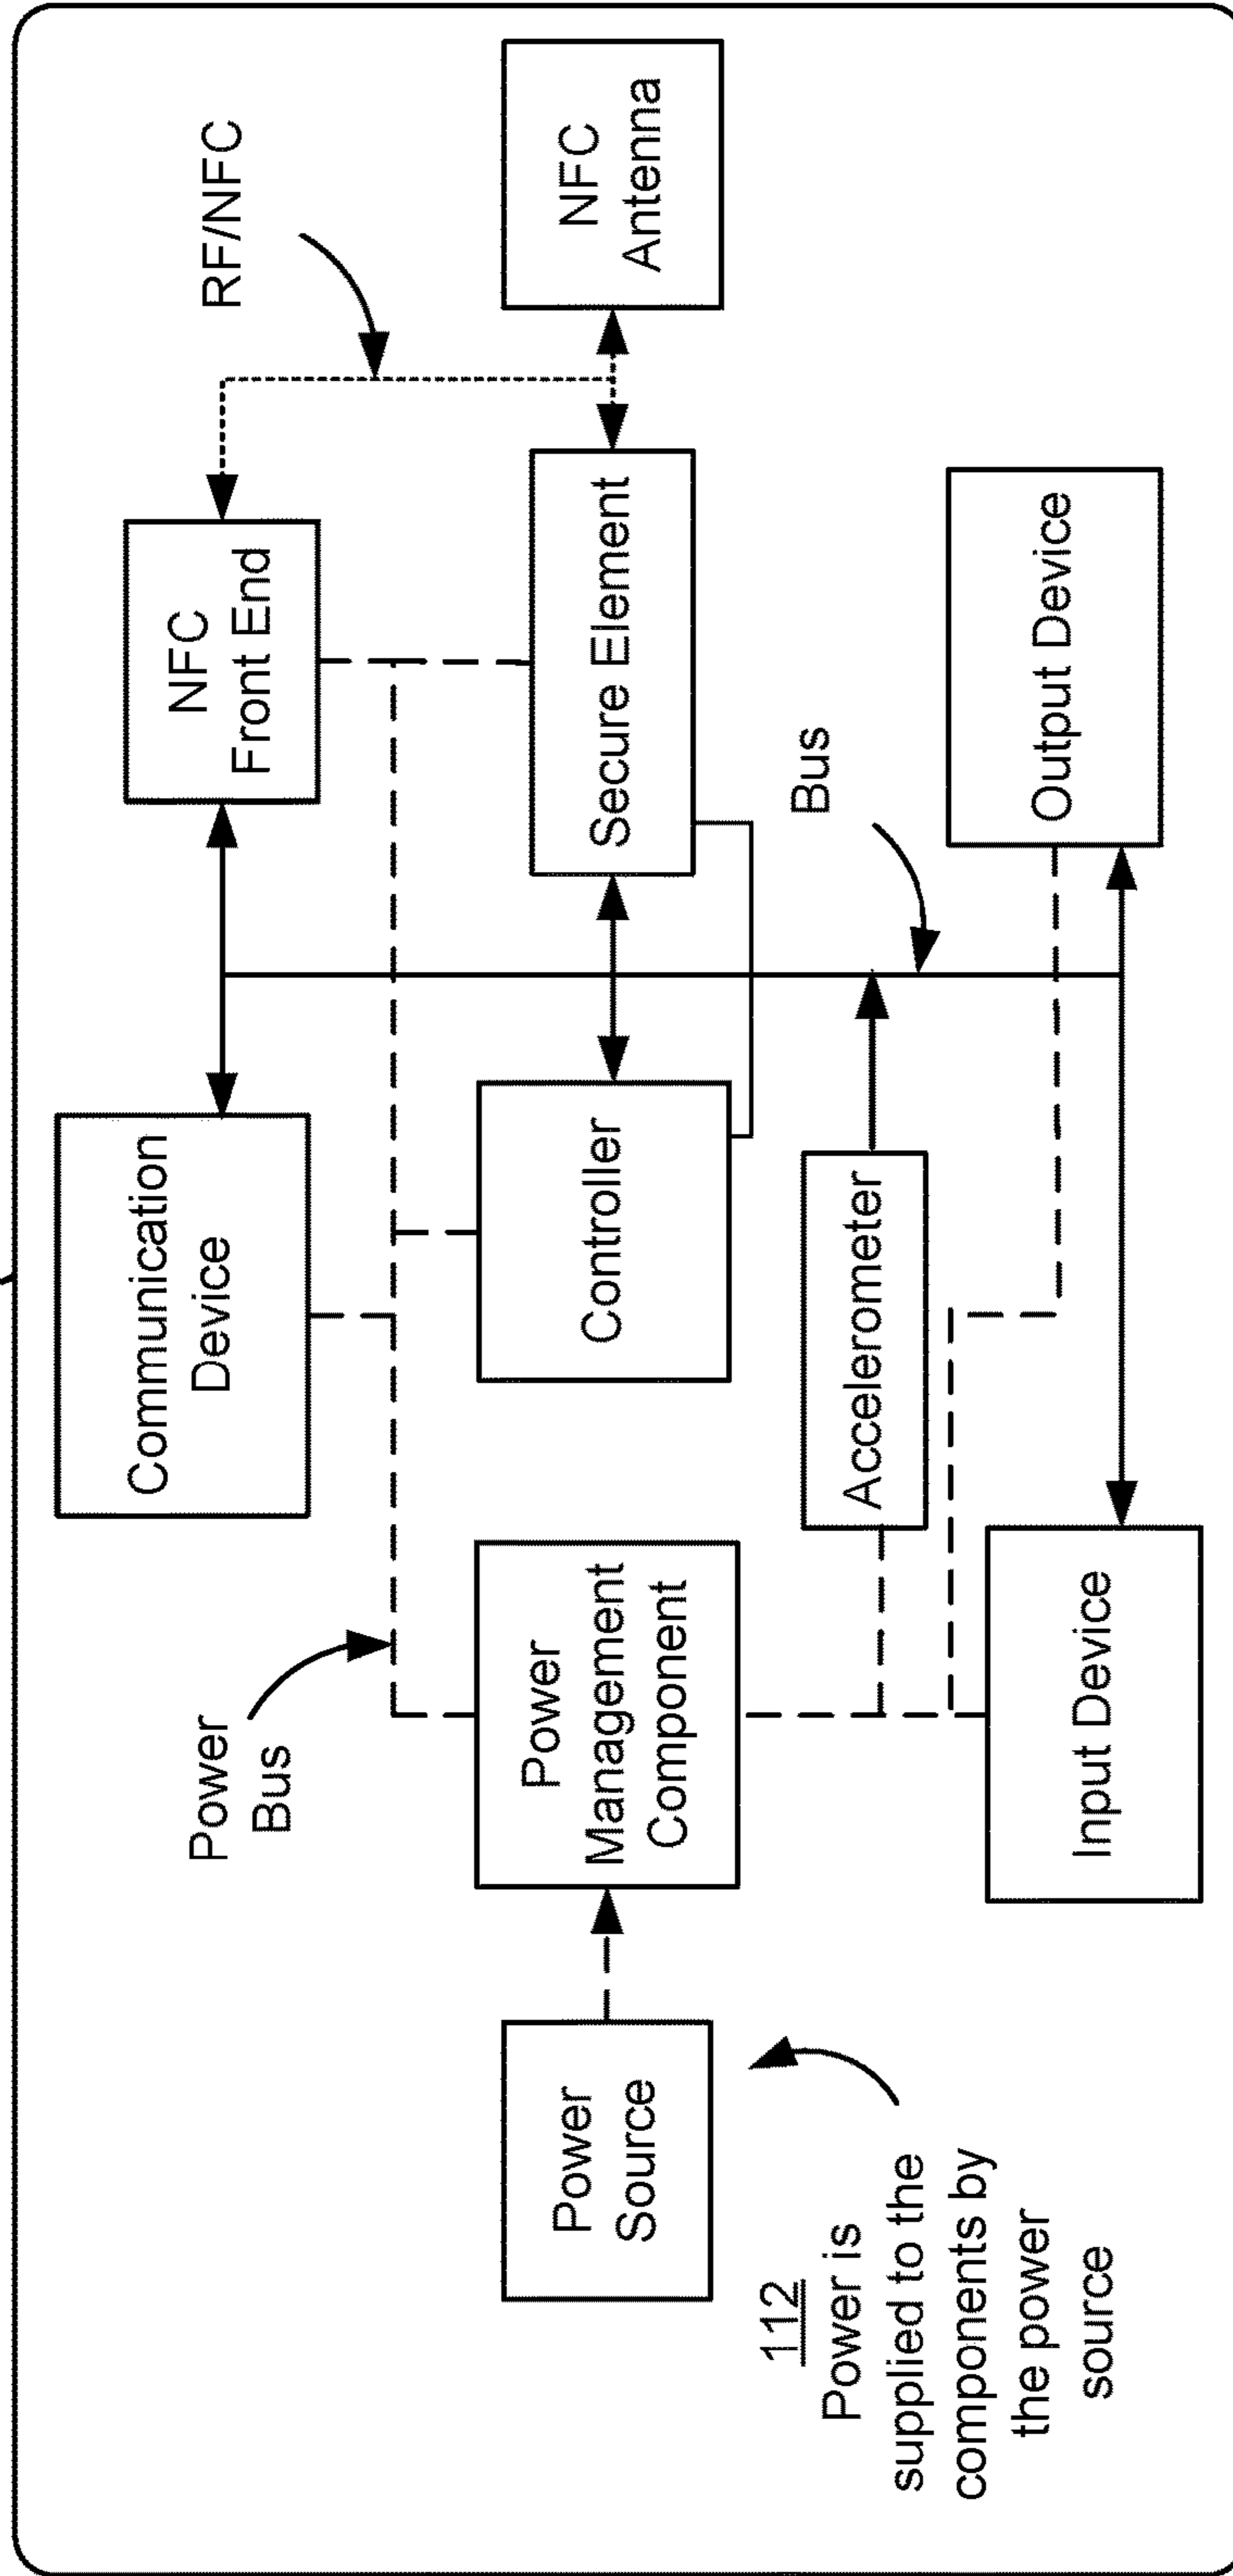 Communication
Device
NFC
Front End
RF/NFC
Power
Bus
Power
Source
Power
Management
Component
Controller
Secure Element
NFC
Antenna
Accelerometer
Bus
112
Power is
supplied to the
components by
the power
source
Input Device
Output Device